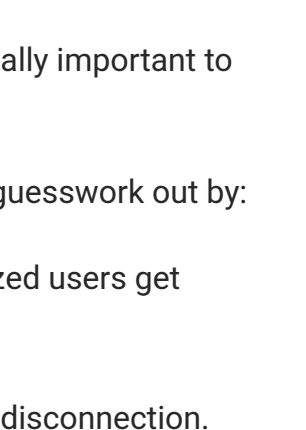 ally important to
guesswork out by:
zed users get
disconnection.